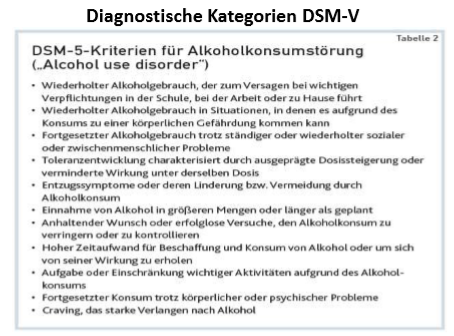 Diagnostische Kategorien DSM-V
Tabelle 2
DSM-5-Kriterien für Alkoholkonsumstörung
(„Alcohol use disorder")
• Wiederholter Alkoholgebrauch, der zum Versagen bei wichtigen
Verpflichtungen in der Schule, bei der Arbeit oder zu Hause führt
• Wiederholter Alkoholgebrauch in Situationen, in denen es aufgrund des
Konsums zu einer körperlichen Gefährdung kommen kann
• Fortgesetzter Alkoholgebrauch trotz ständiger oder wiederholter sozialer
oder zwischenmenschlicher Probleme
• Toleranzentwicklung charakterisiert durch ausgeprägte Dosissteigerung oder
verminderte Wirkung unter derselben Dosis
• Entzugssymptome oder deren Linderung bzw. Vermeidung durch
Alkoholkonsum
• Einnahme von Alkohol in größeren Mengen oder länger als geplant
• Anhaltender Wunsch oder erfolglose Versuche, den Alkoholkonsum zu
verringern oder zu kontrollieren
• Hoher Zeitaufwand für Beschaffung und Konsum von Alkohol oder um sich
von seiner Wirkung zu erholen
• Aufgabe oder Einschränkung wichtiger Aktivitäten aufgrund des Alkohol-
konsums
• Fortgesetzter Konsum trotz körperlicher oder psychischer Probleme
• Craving, das starke Verlangen nach Alkohol